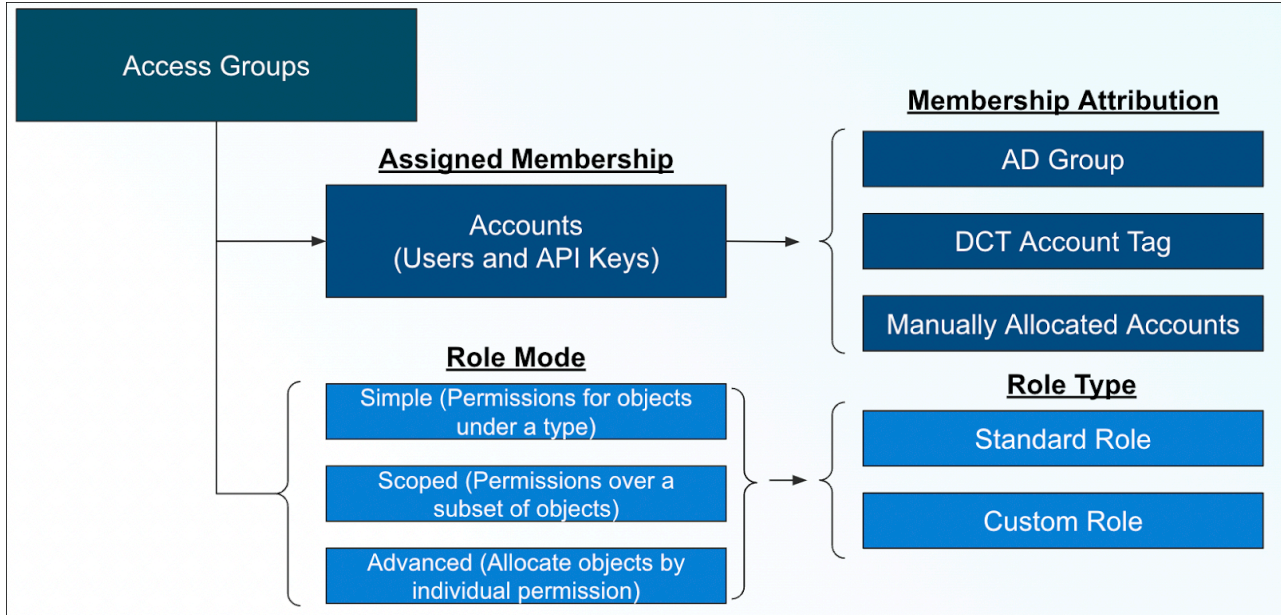 Access Groups
Membership Attribution
Assigned Membership
AD Group
Accounts
(Users and API Keys)
DCT Account Tag
Manually Allocated Accounts
Role Mode
Role Type
Simple (Permissions for objects
under a type)
Standard Role
Scoped (Permissions over a
subset of objects)
Custom Role
Advanced (Allocate objects by
individual permission)